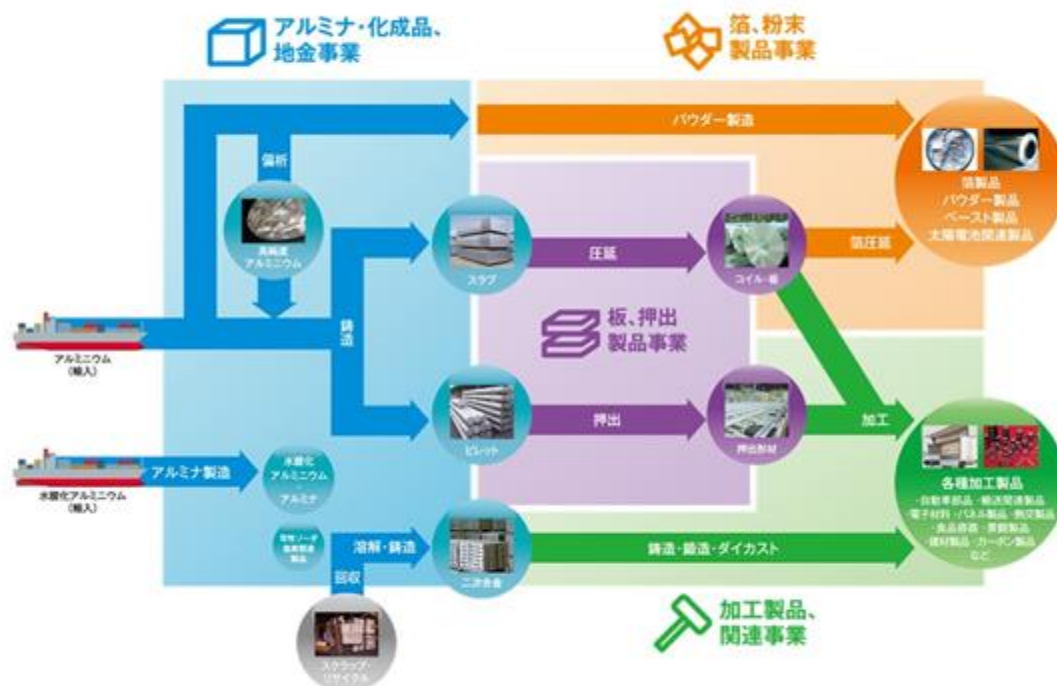 アルミナ・化成品、
地金事業
箔、粉末
製品事業
パウダー製造
偏析
高純度
アルミニウム
箔製品
パウダー製品
ペースト製品
太陽電池関連製品
スラブ
圧延
コイル・板
箔圧延
鋳造
板、押出
製品事業
アルミニウム
(輸入)
ビレット
押出
押出形材
加工
アルミナ製造
水酸化
アルミニウム
アルミナ
水酸化アルミニウム
(輸入)
各種加工製品
・自動車部品・輸送関連製品
・電子材料・パネル製品・熱交製品
・食品容器・景観製品
・建材製品・カーボン製品
など
溶解・鋳造
回収
二次合金
鋳造・鍛造・ダイカスト
スクラップ・
リサイクル
加工製品、
関連事業